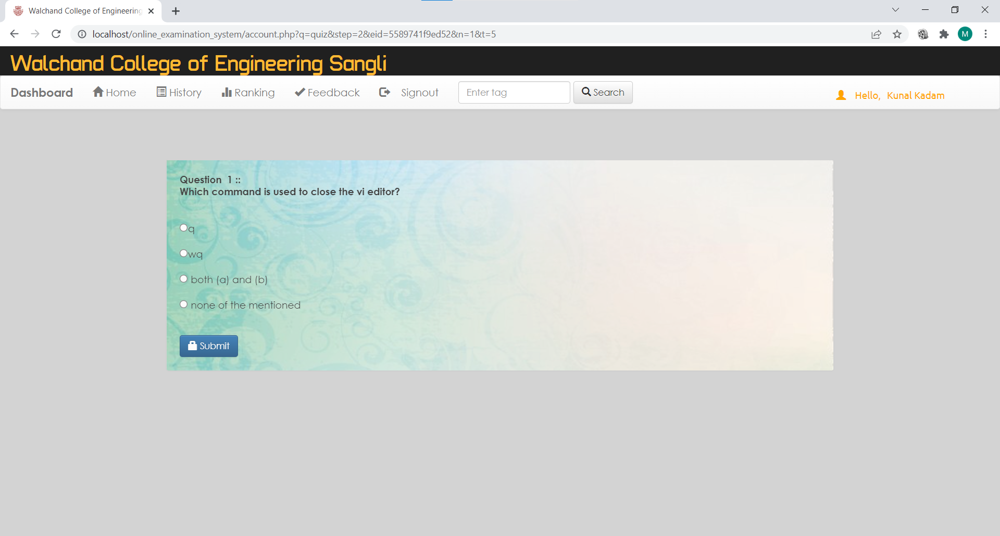 Walchand College of Engineering
localhost/online_examination_system/account.php?q=quiz&step=2&eid=5589741f9ed52&n=1&t=5
M
Walchand College of Engineering Sangli
Dashboard Home History Ranking Feedback Signout Enter tag Search Hello, Kunal Kadam
Question 1 ::
Which command is used to close the vi editor?
q
wq
both (a) and (b)
none of the mentioned
Submit